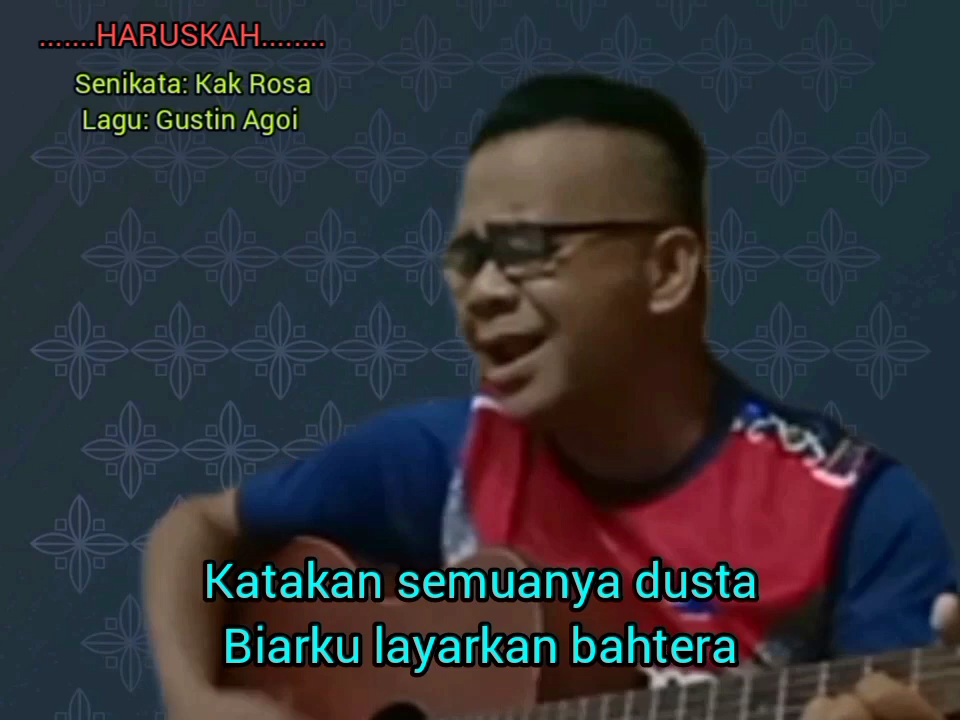 .......HARUSKAH........
Senikata: Kak Rosa
Lagu: Gustin Agoi
Katakan semuanya dusta
Biarku layarkan bahtera